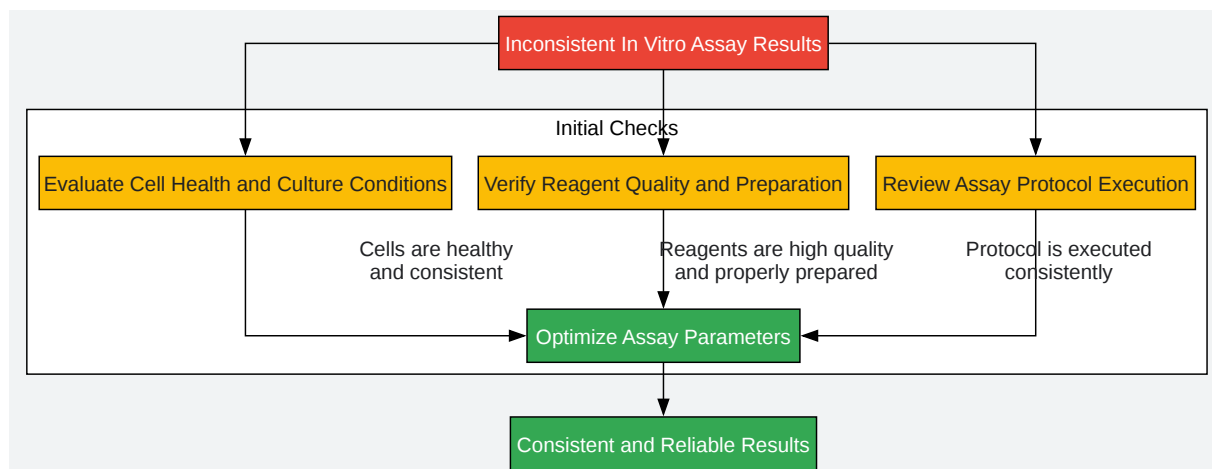 Inconsistent In Vitro Assay Results
Initial Checks
Evaluate Cell Health and Culture Conditions
Verify Reagent Quality and Preparation
Review Assay Protocol Execution
Cells are healthy
and consistent
Reagents are high quality
and properly prepared
Protocol is executed
consistently
Optimize Assay Parameters
Consistent and Reliable Results